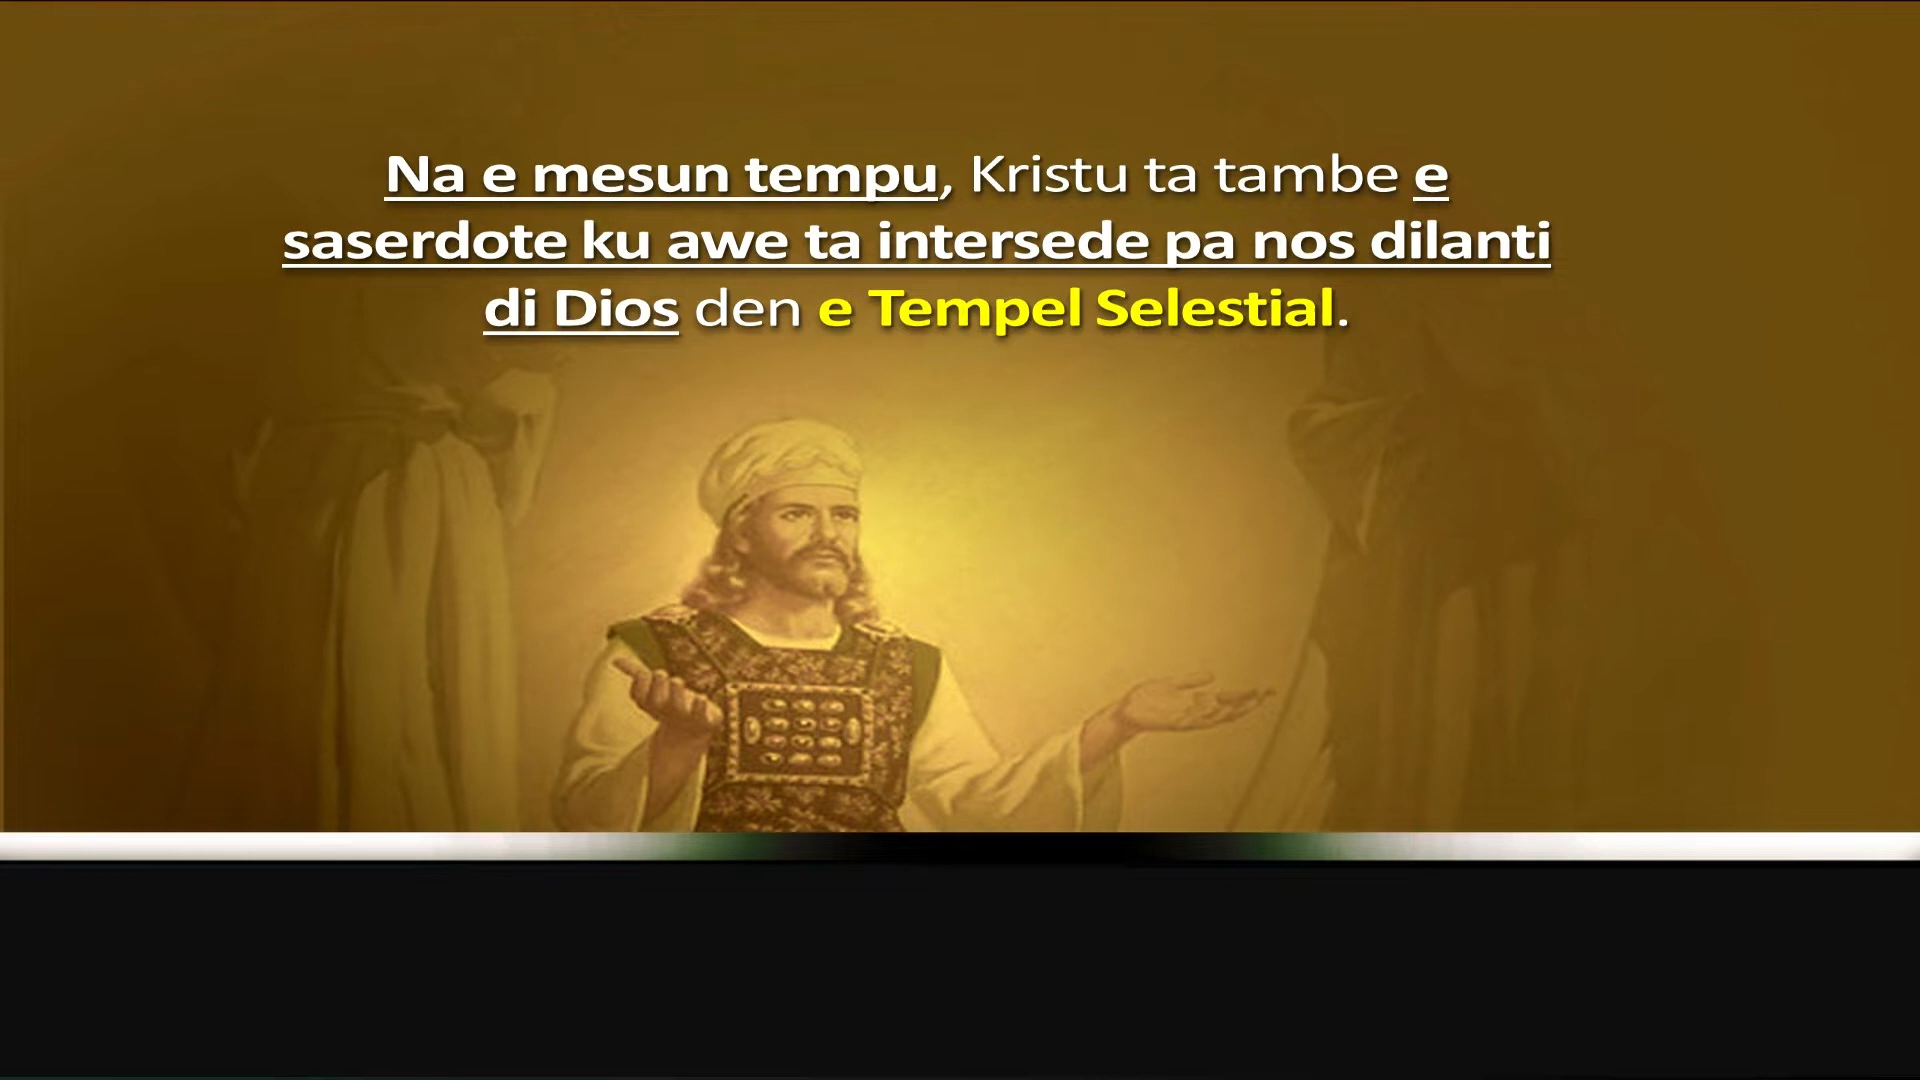 Na e mesun tempu, Kristu ta tambe e
saserdote ku awe ta intersede pa nos dilanti
di Dios den e Tempel Selestial.